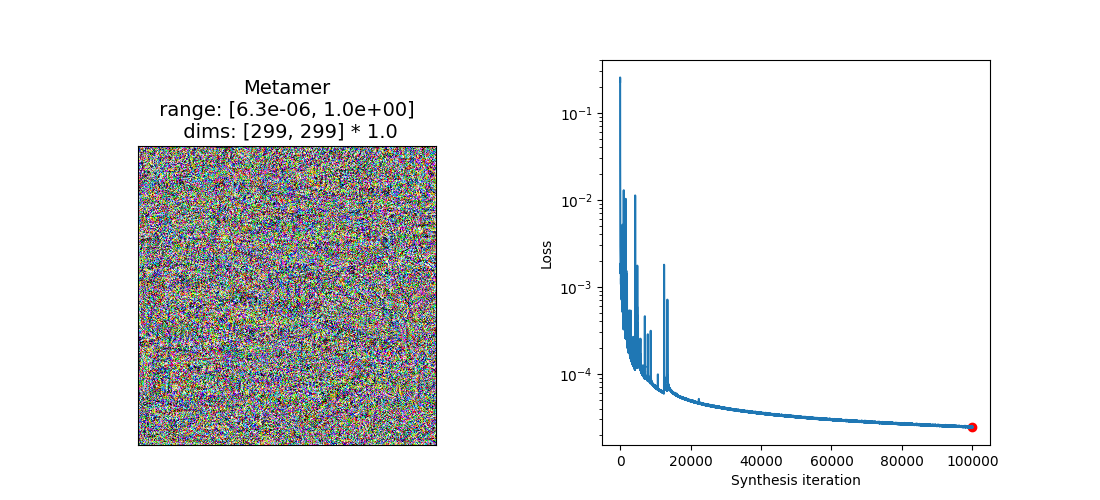 Metamer
range: [6.3e-06, 1.0e+00]
dims: [299, 299] * 1.0
Loss
10⁻¹
10⁻²
10⁻³
10⁻⁴
0 20000 40000 60000 80000 100000
Synthesis iteration